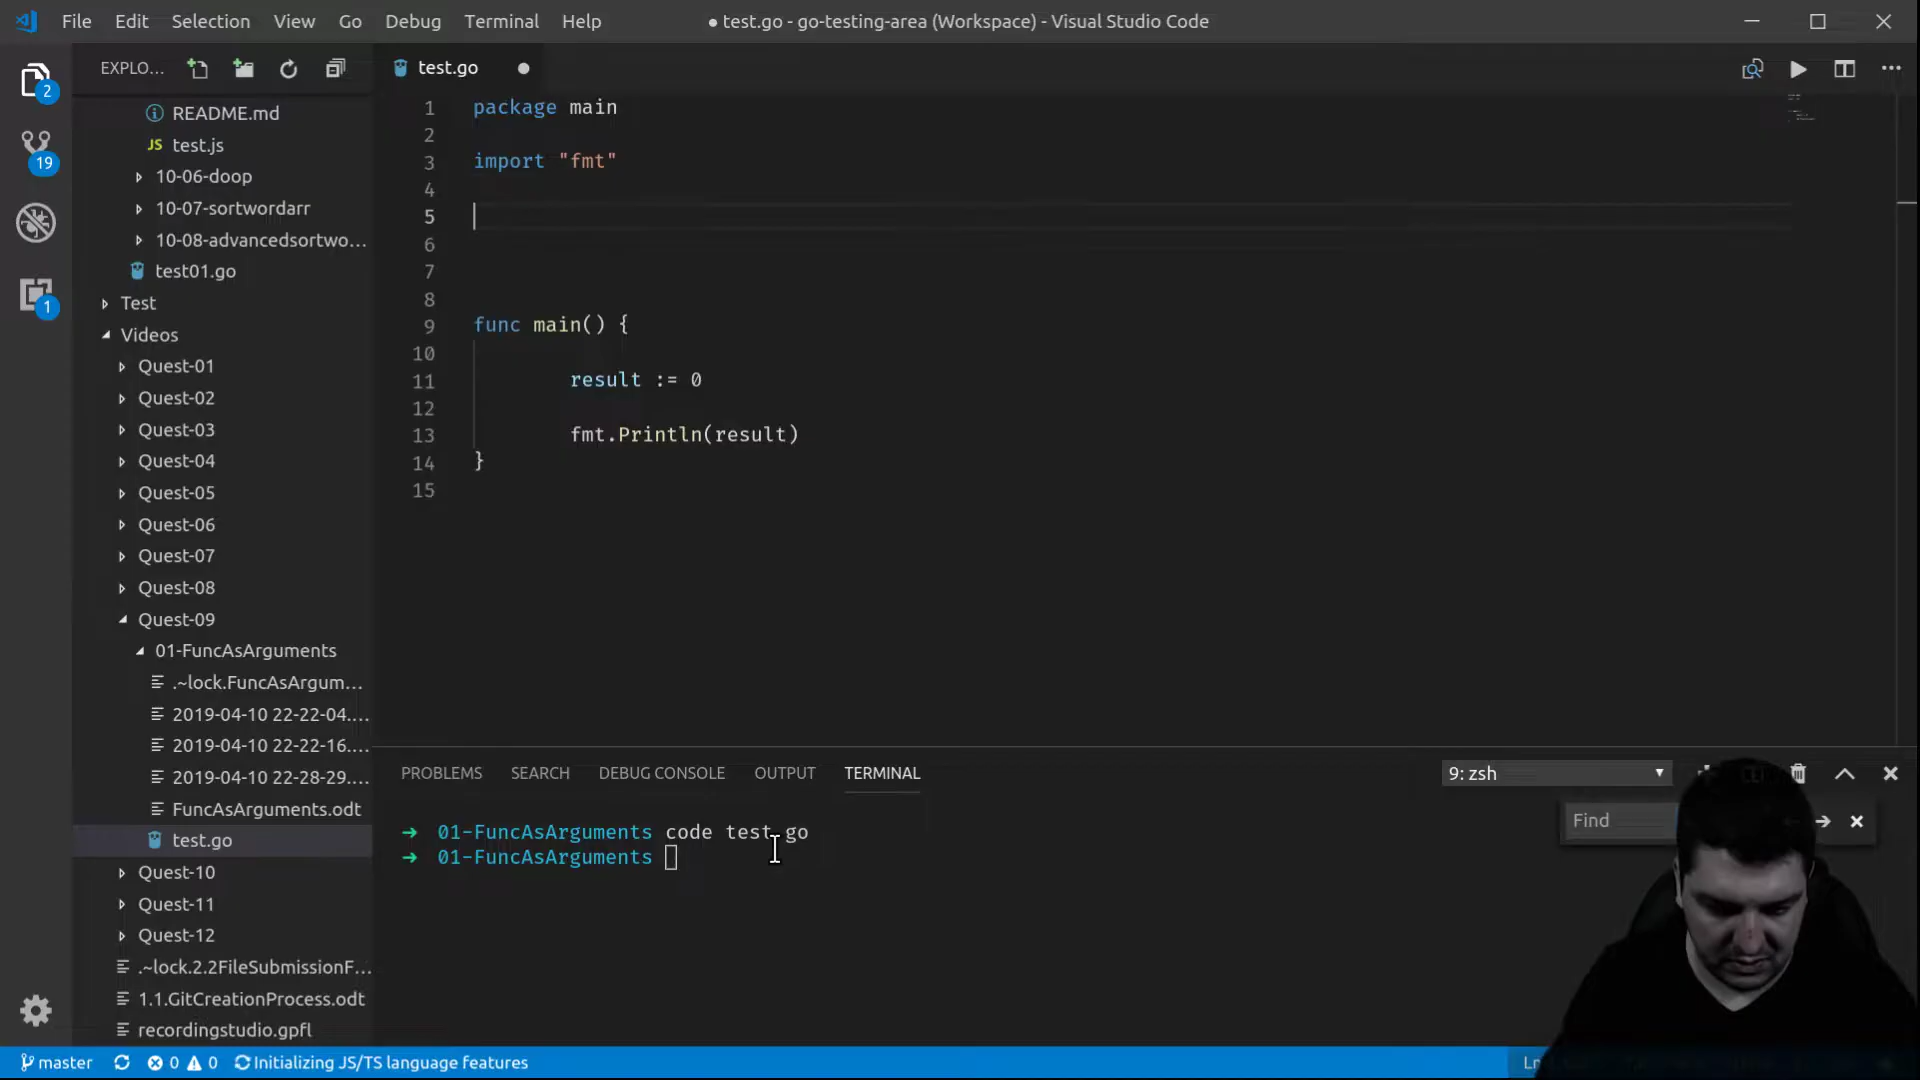 File Edit Selection View Go Debug Terminal Help
● test.go - go-testing-area (Workspace) - Visual Studio Code
EXPLO...
README.md
JS test.js
10-06-doop
10-07-sortwordarr
10-08-advancedsortwo...
test01.go
Test
Videos
Quest-01
Quest-02
Quest-03
Quest-04
Quest-05
Quest-06
Quest-07
Quest-08
Quest-09
01-FuncAsArguments
.~lock.FuncAsArgum...
2019-04-10 22-22-04....
2019-04-10 22-22-16....
2019-04-10 22-28-29....
FuncAsArguments.odt
test.go
Quest-10
Quest-11
Quest-12
.~lock.2.2FileSubmissionF...
1.1.GitCreationProcess.odt
recordingstudio.gpfl
2
19
1
test.go ●
1 package main
2
3 import "fmt"
4
5
6
7
8
9 func main() {
10
11 result := 0
12
13 fmt.Println(result)
14 }
15
PROBLEMS SEARCH DEBUG CONSOLE OUTPUT TERMINAL
9: zsh
Find
➜ 01-FuncAsArguments code test.go
➜ 01-FuncAsArguments
master 0 0 Initializing JS/TS language features